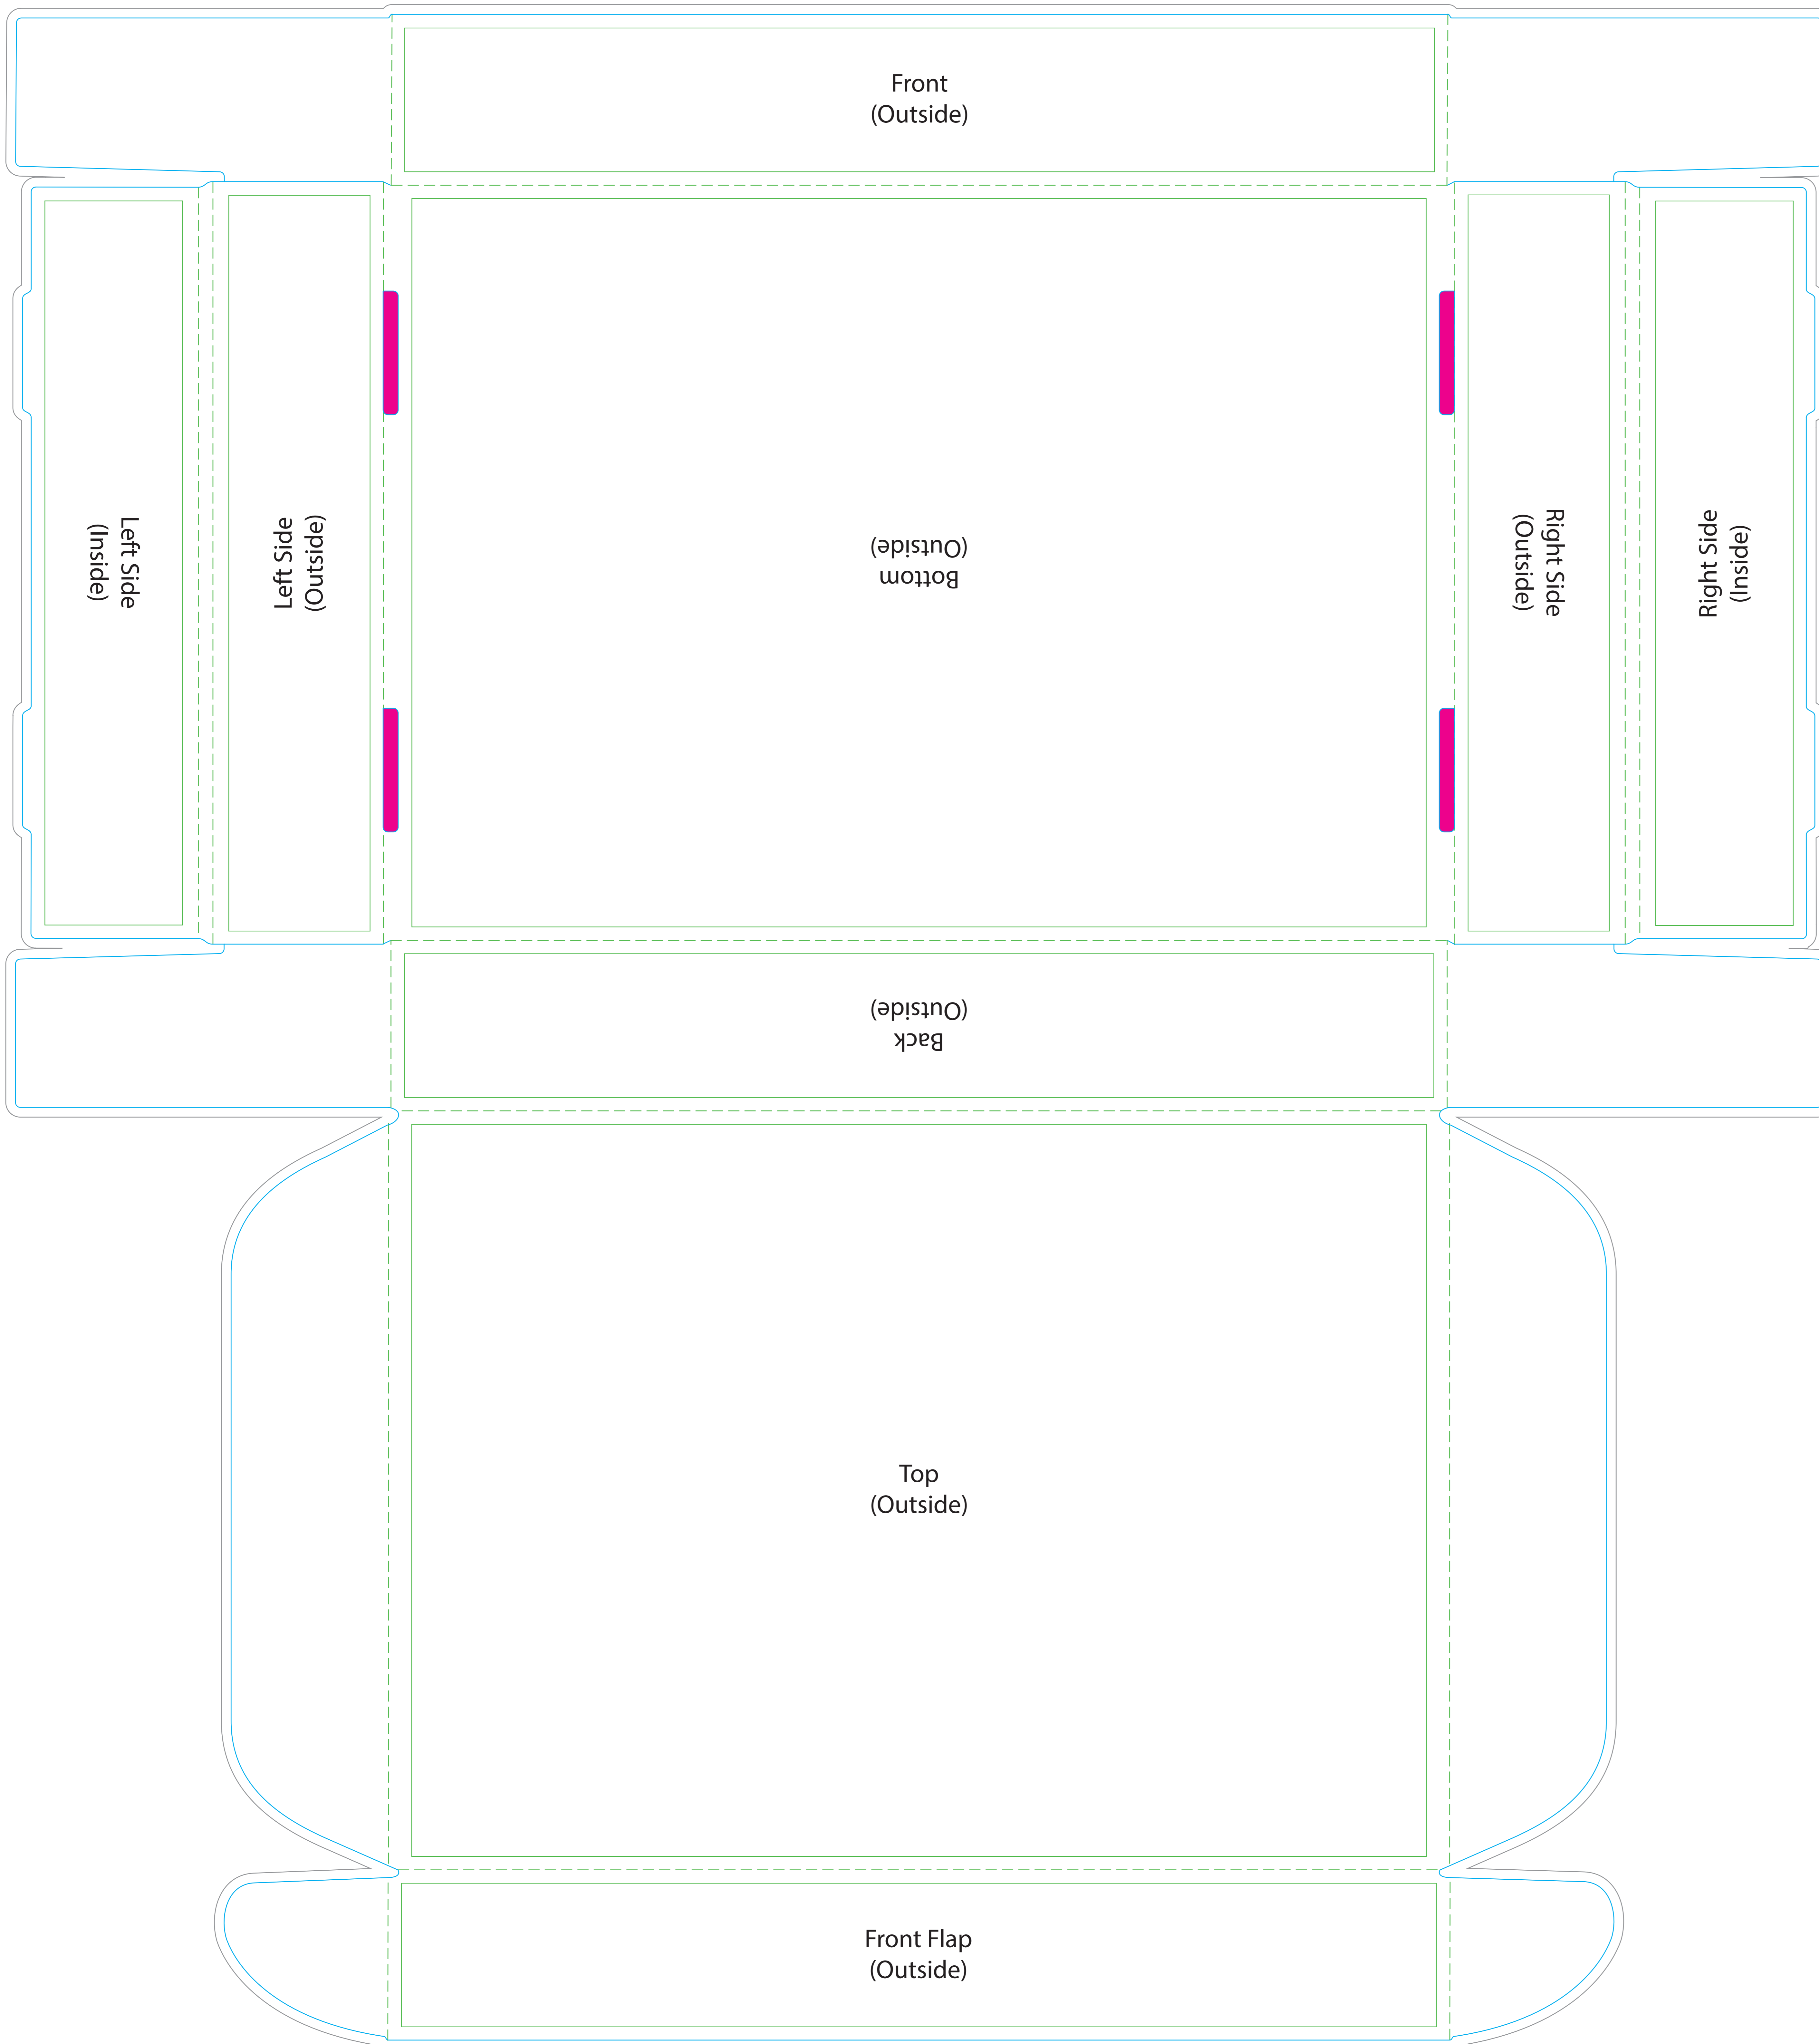 Front
(Outside)
Left Side
(Inside)
Left Side
(Outside)
Bottom
(Outside)
Right Side
(Outside)
Right Side
(Inside)
Back
(Outside)
Top
(Outside)
Front Flap
(Outside)